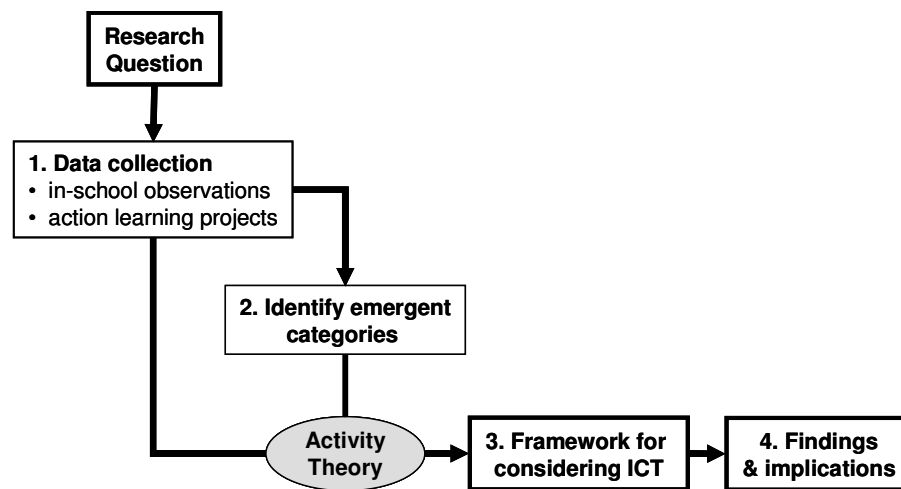 Research
Question
1. Data collection
• in-school observations
• action learning projects
2. Identify emergent
categories
Activity
Theory
3. Framework for
considering ICT
4. Findings
& implications